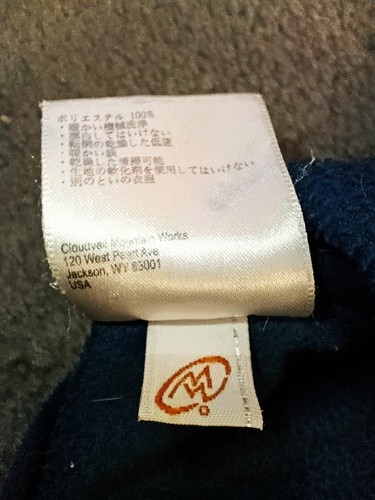 ポリエステル 100%
・暖かい機械洗浄
・漂白してはいけない
・転倒の乾燥した低速
・暖かい鉄
・乾燥した清掃可能
・生地の軟化剤を使用してはいけない
・別のといの衣服
Cloudveil Mountain Works
120 West Pearl Ave
Jackson, WY 83001
USA